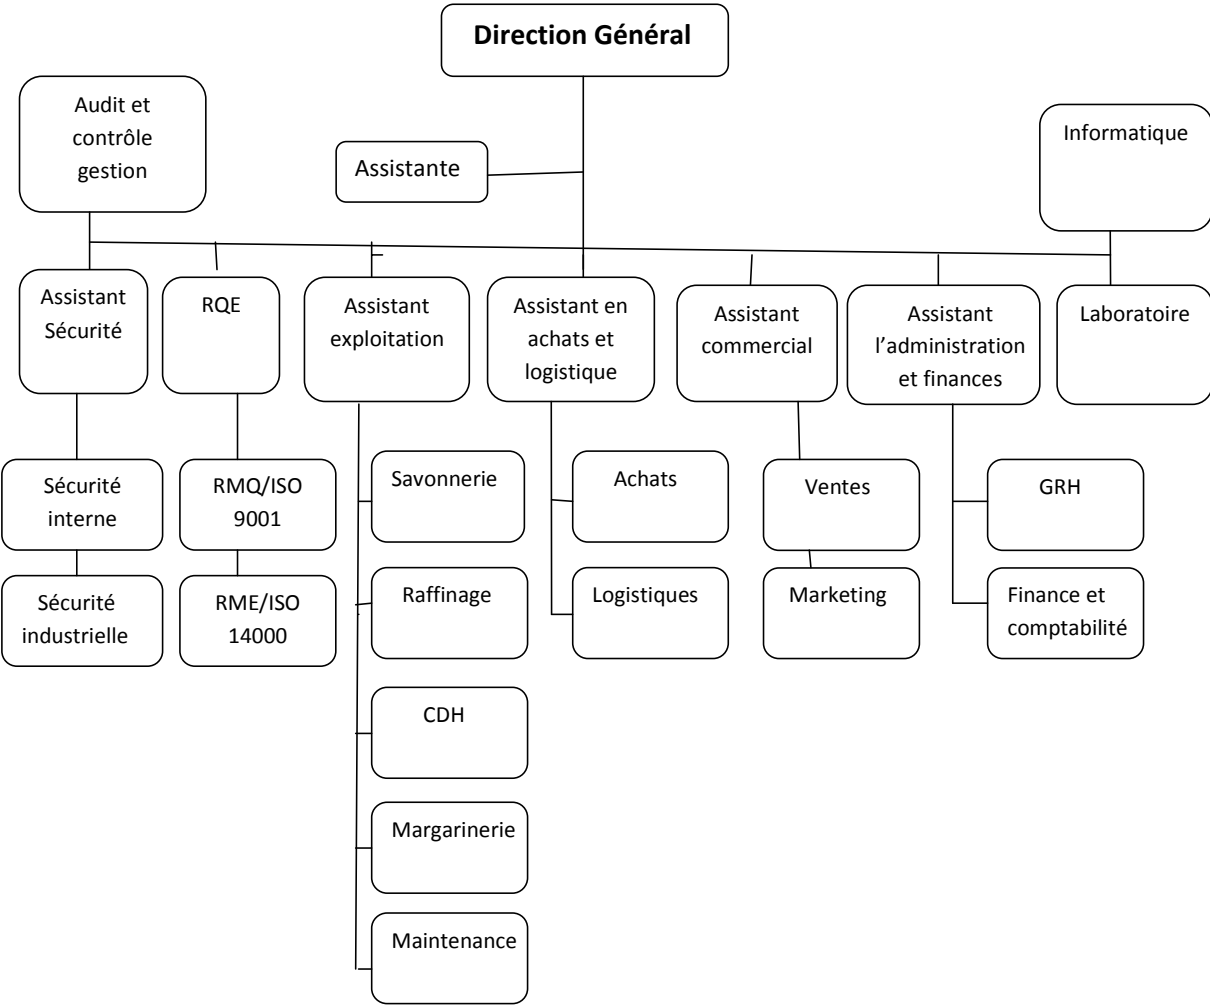 Direction Général
Audit et
contrôle
gestion
Assistante
Informatique
Assistant
Sécurité
RQE
Assistant
exploitation
Assistant en
achats et
logistique
Assistant
commercial
Assistant
l’administration
et finances
Laboratoire
Sécurité
interne
RMQ/ISO
9001
Savonnerie
Achats
Ventes
GRH
Sécurité
industrielle
RME/ISO
14000
Raffinage
Logistiques
Marketing
Finance et
comptabilité
CDH
Margarinerie
Maintenance